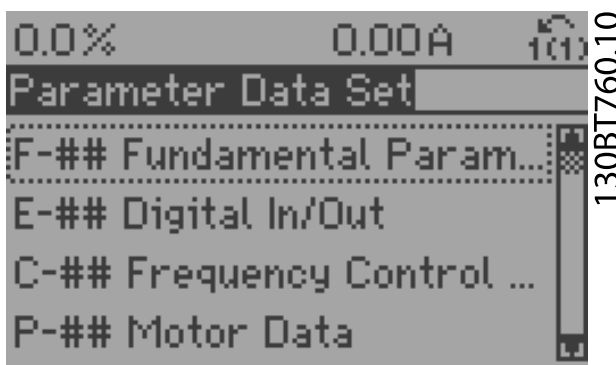 0.0% 0.00A 1(1)
Parameter Data Set
F-## Fundamental Param...
E-## Digital In/Out
C-## Frequency Control ...
P-## Motor Data
130BT760.10